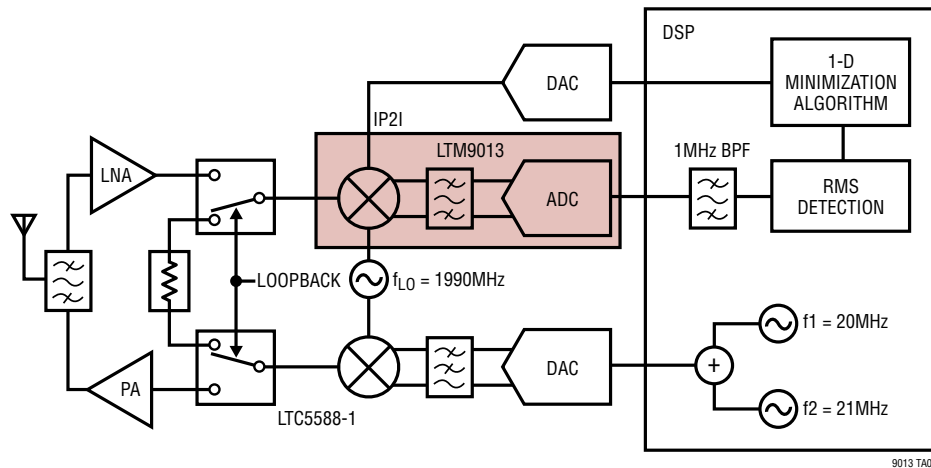 DSP
1-D
MINIMIZATION
ALGORITHM
DAC
IP2I
LTM9013
1MHz BPF
LNA
ADC
RMS
DETECTION
LOOPBACK
fLO = 1990MHz
f1 = 20MHz
PA
DAC
+
LTC5588-1
f2 = 21MHz
9013 TA0